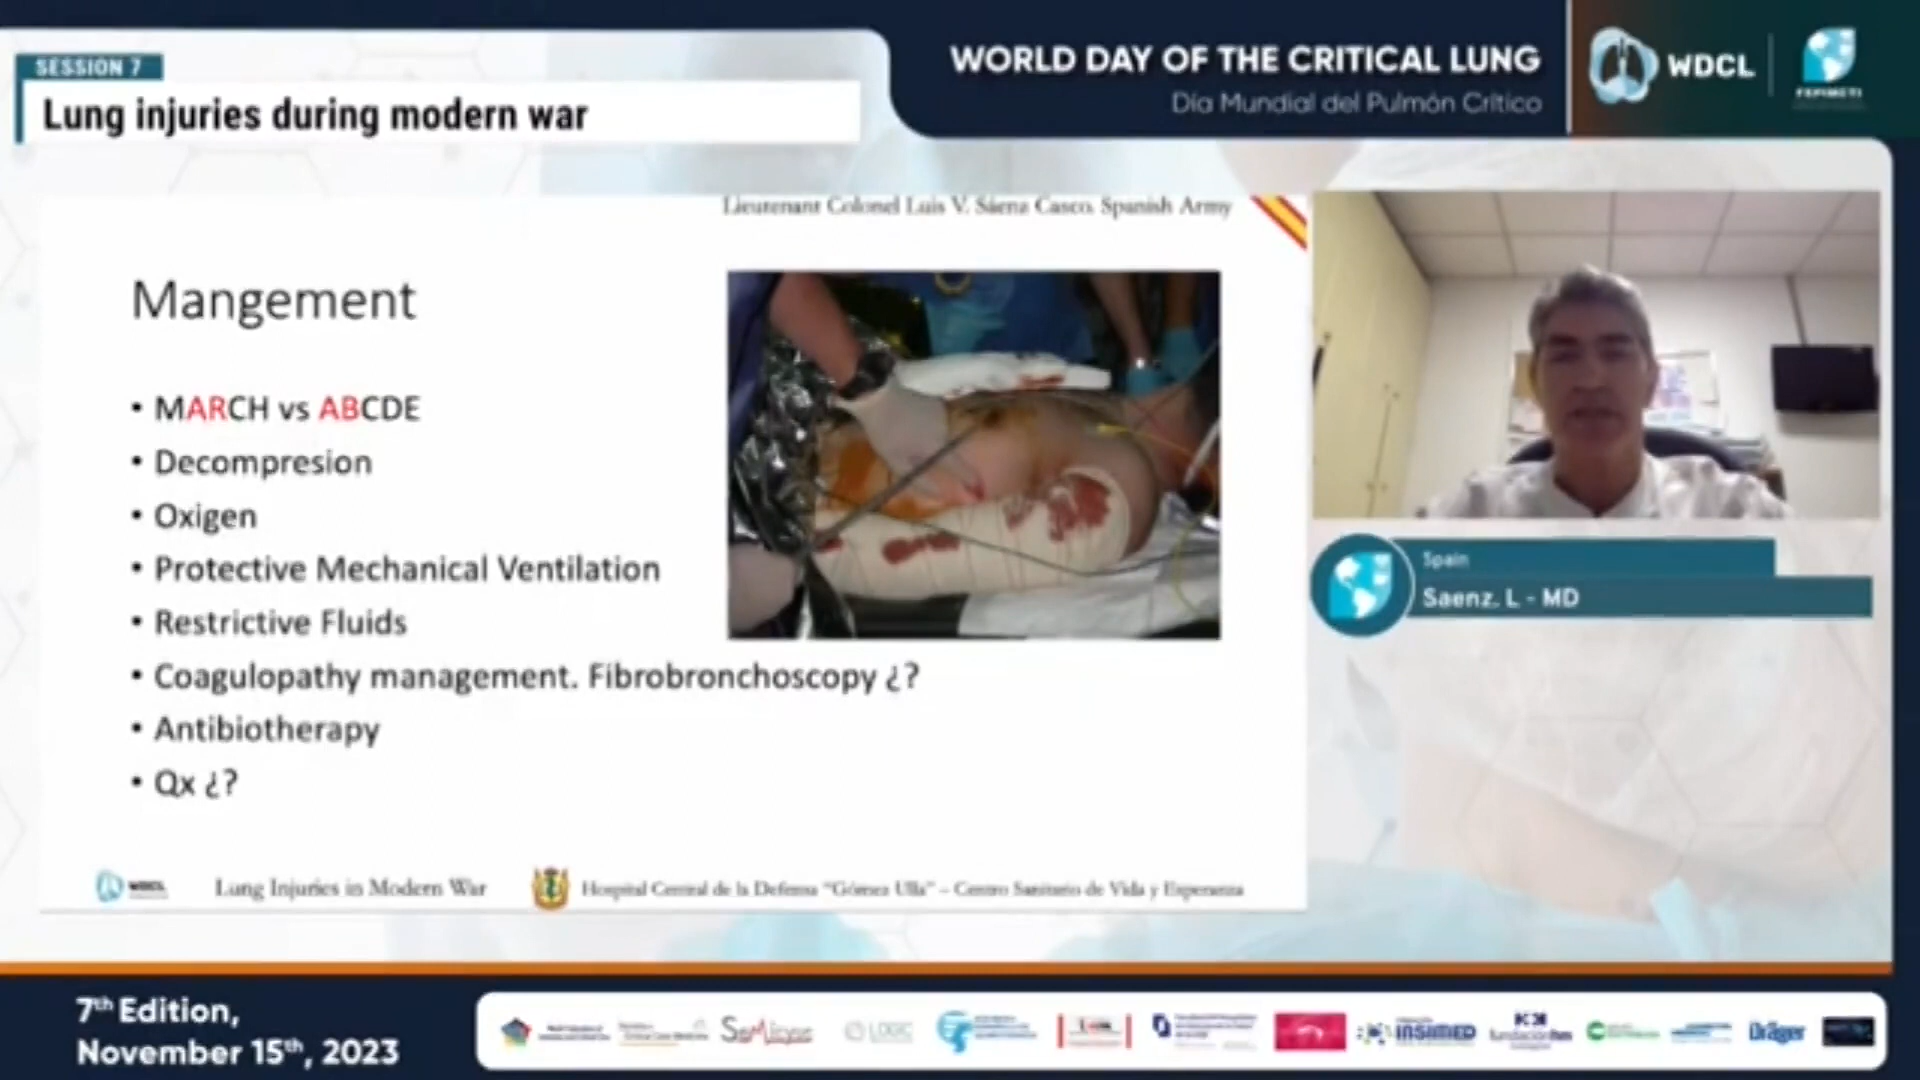 SESSION 7
Lung injuries during modern war
WORLD DAY OF THE CRITICAL LUNG
Día Mundial del Pulmón Crítico
WDCL
Lieutenant Colonel Luis V. Sáenz Casco. Spanish Army
Mangement
• MARCH vs ABCDE
• Decompresion
• Oxigen
• Protective Mechanical Ventilation
• Restrictive Fluids
• Coagulopathy management. Fibrobronchoscopy ¿?
• Antibiotherapy
• Qx ¿?
Spain
Saenz. L - MD
WDCL
Lung Injuries in Modern War
Hospital Central de la Defensa "Gómez Ulla" – Centro Sanitario de Vida y Esperanza
7th Edition,
November 15th, 2023
LOGIC
INSIMED
Dräger